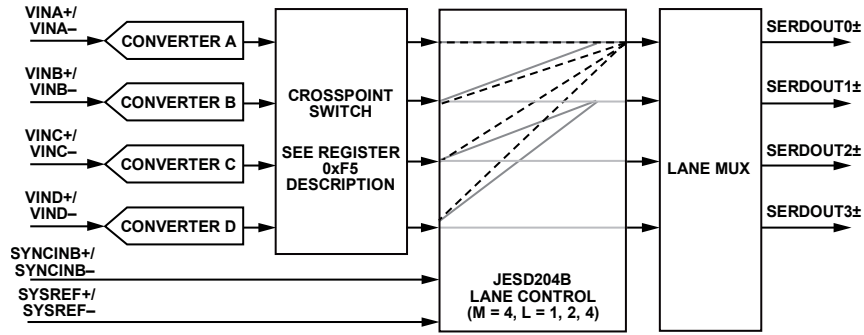 VINA+/
VINA–
CONVERTER A
VINB+/
VINB–
CONVERTER B
VINC+/
VINC–
CONVERTER C
VIND+/
VIND–
CONVERTER D
SYNCINB+/
SYNCINB–
SYSREF+/
SYSREF–
CROSSPOINT
SWITCH
SEE REGISTER
0xF5
DESCRIPTION
JESD204B
LANE CONTROL
(M = 4, L = 1, 2, 4)
LANE MUX
SERDOUT0±
SERDOUT1±
SERDOUT2±
SERDOUT3±